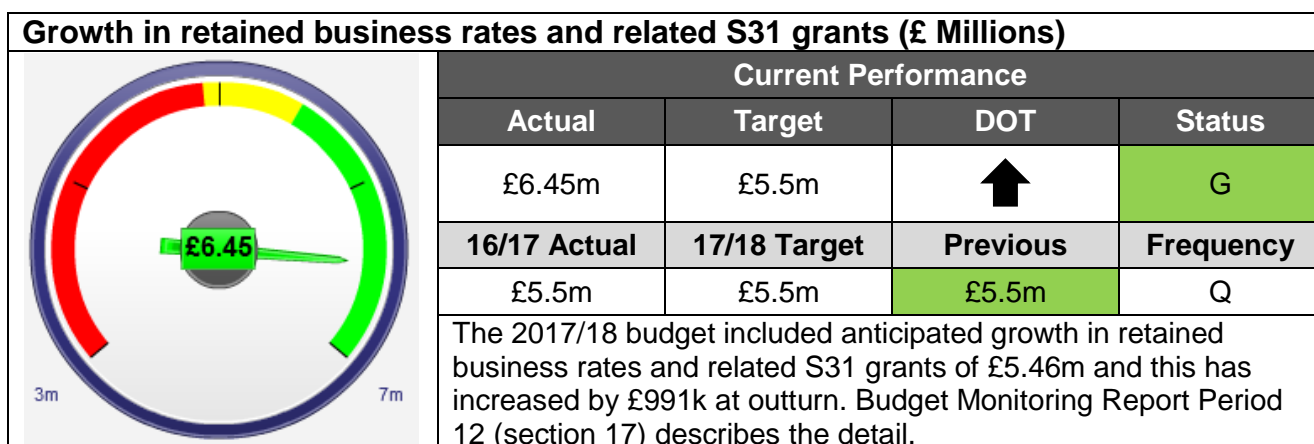 Growth in retained business rates and related S31 grants (£ Millions)
£6.45
3m
7m
Current Performance
Actual Target DOT Status
£6.45m £5.5m G
16/17 Actual 17/18 Target Previous Frequency
£5.5m £5.5m £5.5m Q
The 2017/18 budget included anticipated growth in retained
business rates and related S31 grants of £5.46m and this has
increased by £991k at outturn. Budget Monitoring Report Period
12 (section 17) describes the detail.